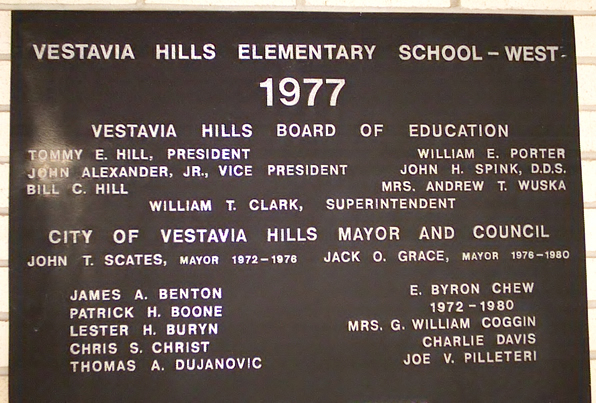 VESTAVIA HILLS ELEMENTARY SCHOOL - WEST
1977
VESTAVIA HILLS BOARD OF EDUCATION
TOMMY E. HILL, PRESIDENT WILLIAM E. PORTER
JOHN ALEXANDER, JR., VICE PRESIDENT JOHN H. SPINK, D.D.S.
BILL C. HILL MRS. ANDREW T. WUSKA
WILLIAM T. CLARK, SUPERINTENDENT
CITY OF VESTAVIA HILLS MAYOR AND COUNCIL
JOHN T. SCATES, MAYOR 1972-1976 JACK O. GRACE, MAYOR 1976-1980
JAMES A. BENTON E. BYRON CHEW
PATRICK H. BOONE 1972-1980
LESTER H. BURYN MRS. G. WILLIAM COGGIN
CHRIS S. CHRIST CHARLIE DAVIS
THOMAS A. DUJANOVIC JOE V. PILLETERI